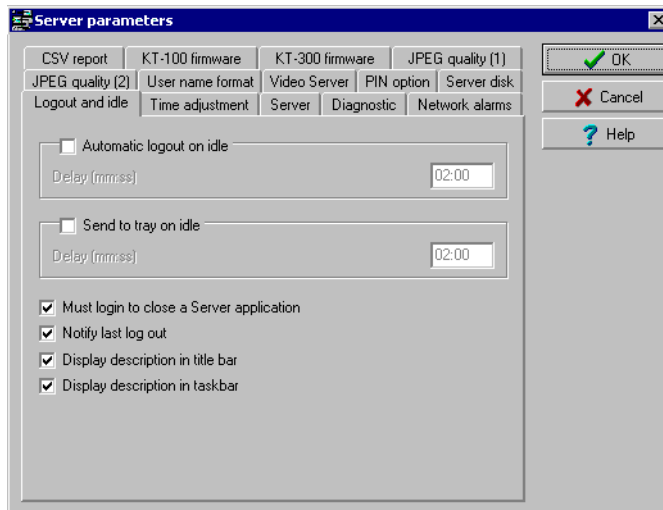 Server parameters
CSV report KT-100 firmware KT-300 firmware JPEG quality (1)
JPEG quality (2) User name format Video Server PIN option Server disk
Logout and idle Time adjustment Server Diagnostic Network alarms
OK
Cancel
Help
Automatic logout on idle
Delay (mm:ss) 02:00
Send to tray on idle
Delay (mm:ss) 02:00
Must login to close a Server application
Notify last log out
Display description in title bar
Display description in taskbar